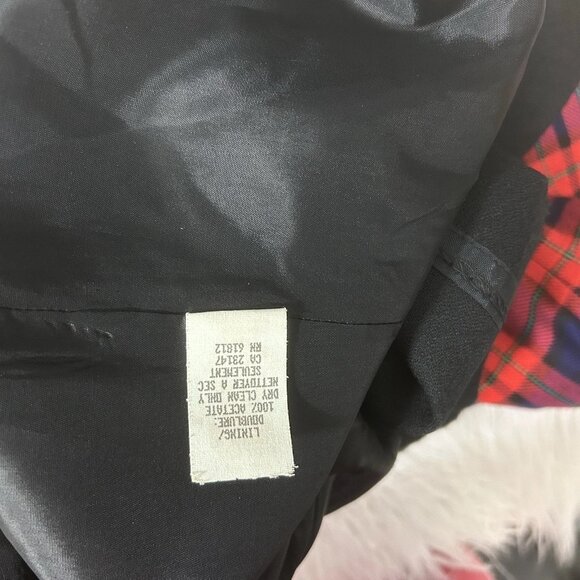 LINING/
DOUBLURE:
100% ACETATE
DRY CLEAN ONLY
NETTOYER A SEC
SEULEMENT
CA 23147
RN 61812